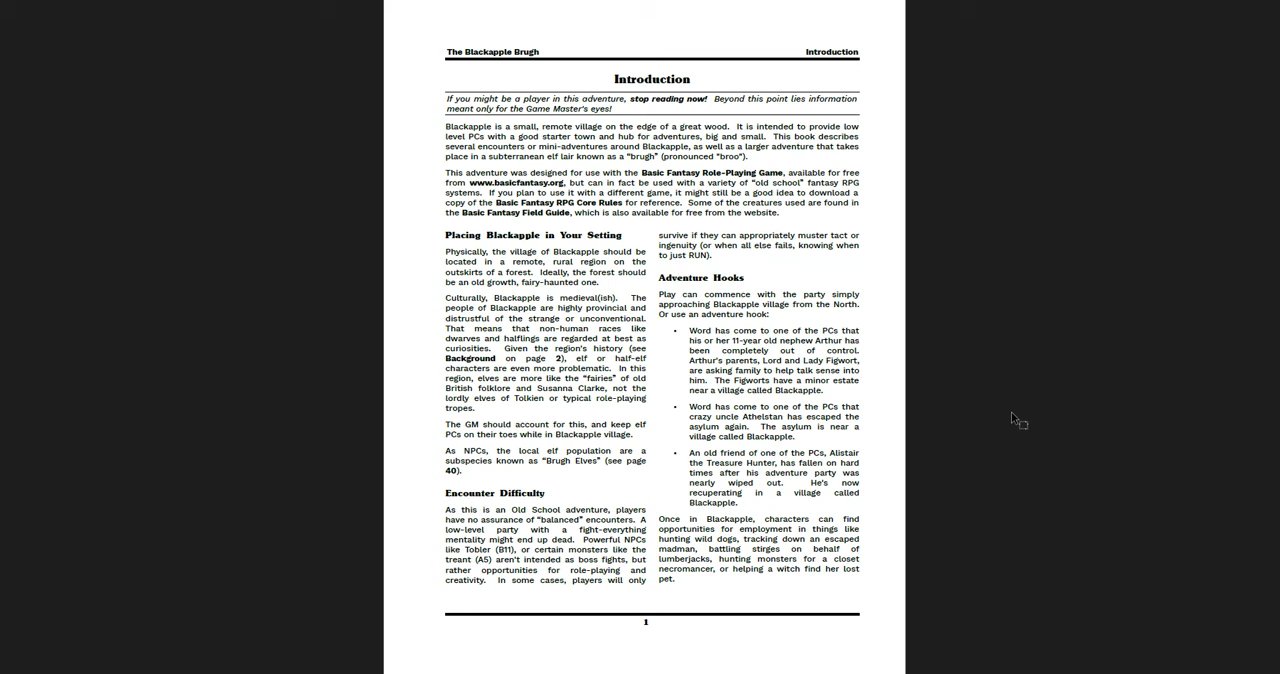 The Blackapple Brugh Introduction
Introduction
If you might be a player in this adventure, stop reading now! Beyond this point lies information
meant only for the Game Master's eyes!
Blackapple is a small, remote village on the edge of a great wood. It is intended to provide low
level PCs with a good starter town and hub for adventures, big and small. This book describes
several encounters or mini-adventures around Blackapple, as well as a larger adventure that takes
place in a subterranean elf lair known as a "brugh" (pronounced "broo").
This adventure was designed for use with the Basic Fantasy Role-Playing Game, available for free
from www.basicfantasy.org, but can in fact be used with a variety of "old school" fantasy RPG
systems. If you plan to use it with a different game, it might still be a good idea to download a
copy of the Basic Fantasy RPG Core Rules for reference. Some of the creatures used are found in
the Basic Fantasy Field Guide, which is also available for free from the website.
Placing Blackapple in Your Setting
Physically, the village of Blackapple should be
located in a remote, rural region on the
outskirts of a forest. Ideally, the forest should
be an old growth, fairy-haunted one.
Culturally, Blackapple is medieval(ish). The
people of Blackapple are highly provincial and
distrustful of the strange or unconventional.
That means that non-human races like
dwarves and halflings are regarded at best as
curiosities. Given the region's history (see
Background on page 2), elf or half-elf
characters are even more problematic. In this
region, elves are more like the "fairies" of old
British folklore and Susanna Clarke, not the
lordly elves of Tolkien or typical role-playing
tropes.
The GM should account for this, and keep elf
PCs on their toes while in Blackapple village.
As NPCs, the local elf population are a
subspecies known as "Brugh Elves" (see page
40).
Encounter Difficulty
As this is an Old School adventure, players
have no assurance of "balanced" encounters. A
low-level party with a fight-everything
mentality might end up dead. Powerful NPCs
like Tobler (B11), or certain monsters like the
treant (A5) aren't intended as boss fights, but
rather opportunities for role-playing and
creativity. In some cases, players will only
survive if they can appropriately muster tact or
ingenuity (or when all else fails, knowing when
to just RUN).
Adventure Hooks
Play can commence with the party simply
approaching Blackapple village from the North.
Or use an adventure hook:
• Word has come to one of the PCs that
his or her 11-year old nephew Arthur has
been completely out of control.
Arthur's parents, Lord and Lady Figwort,
are asking family to help talk sense into
him. The Figworts have a minor estate
near a village called Blackapple.
• Word has come to one of the PCs that
crazy uncle Athelstan has escaped the
asylum again. The asylum is near a
village called Blackapple.
• An old friend of one of the PCs, Alistair
the Treasure Hunter, has fallen on hard
times after his adventure party was
nearly wiped out. He's now
recuperating in a village called
Blackapple.
Once in Blackapple, characters can find
opportunities for employment in things like
hunting wild dogs, tracking down an escaped
madman, battling stirges on behalf of
lumberjacks, hunting monsters for a closet
necromancer, or helping a witch find her lost
pet.
1